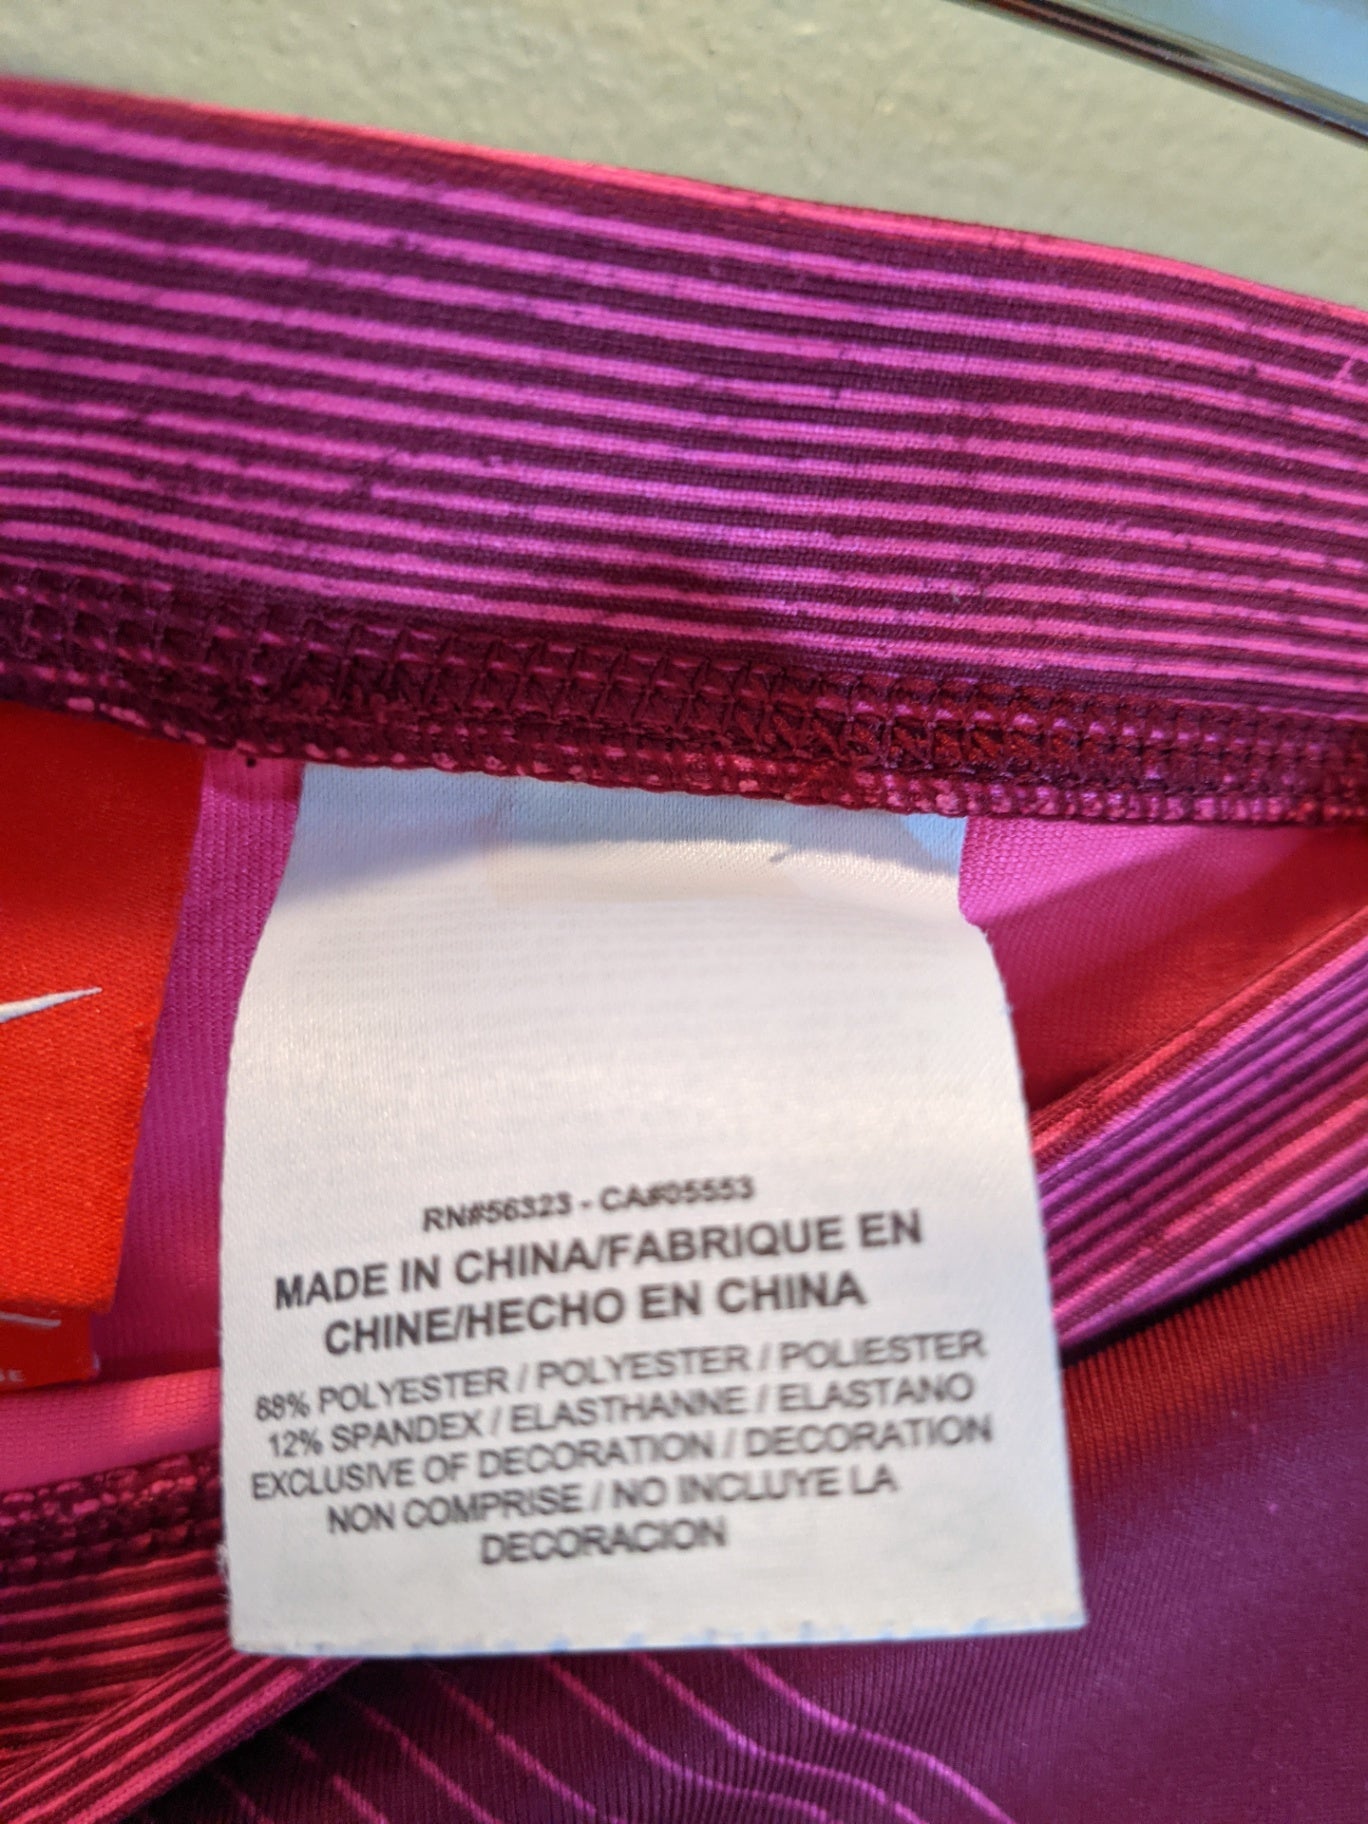 RN#56323 - CA#05553
MADE IN CHINA/FABRIQUE EN
CHINE/HECHO EN CHINA
88% POLYESTER / POLYESTER / POLIESTER
12% SPANDEX / ELASTHANNE / ELASTANO
EXCLUSIVE OF DECORATION / DECORATION
NON COMPRISE / NO INCLUYE LA
DECORACION